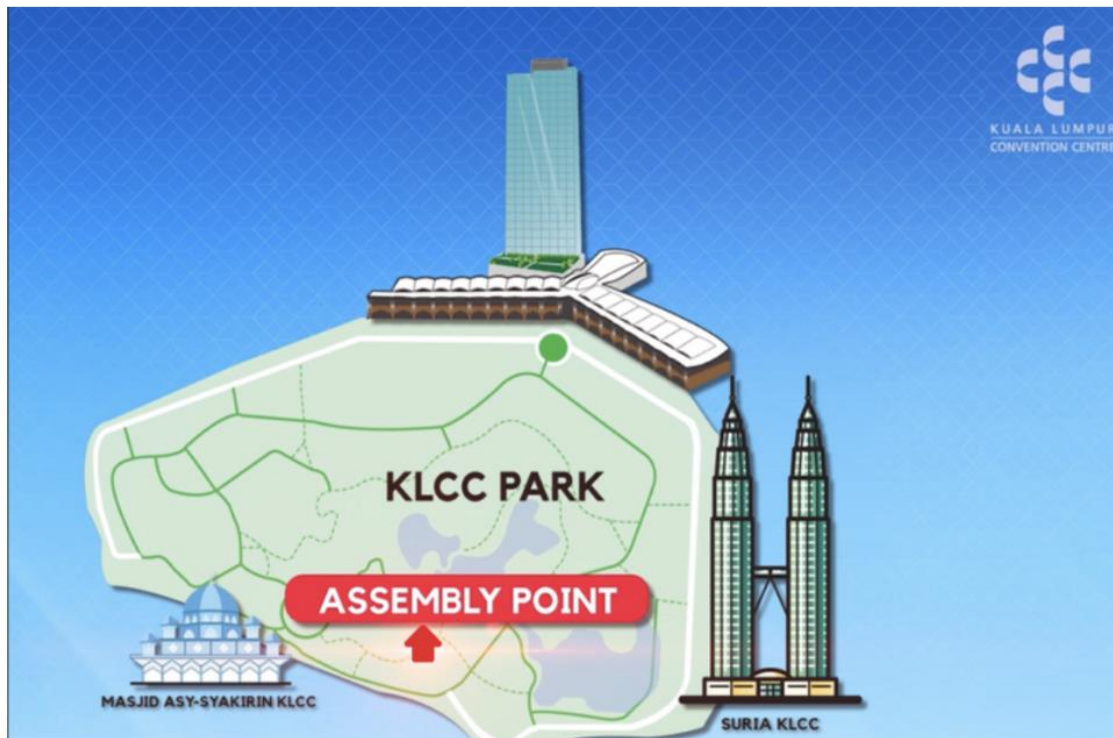 KUALA LUMPUR
CONVENTION CENTRE
KLCC PARK
ASSEMBLY POINT
MASJID ASY-SYAKIRIN KLCC
SURIA KLCC